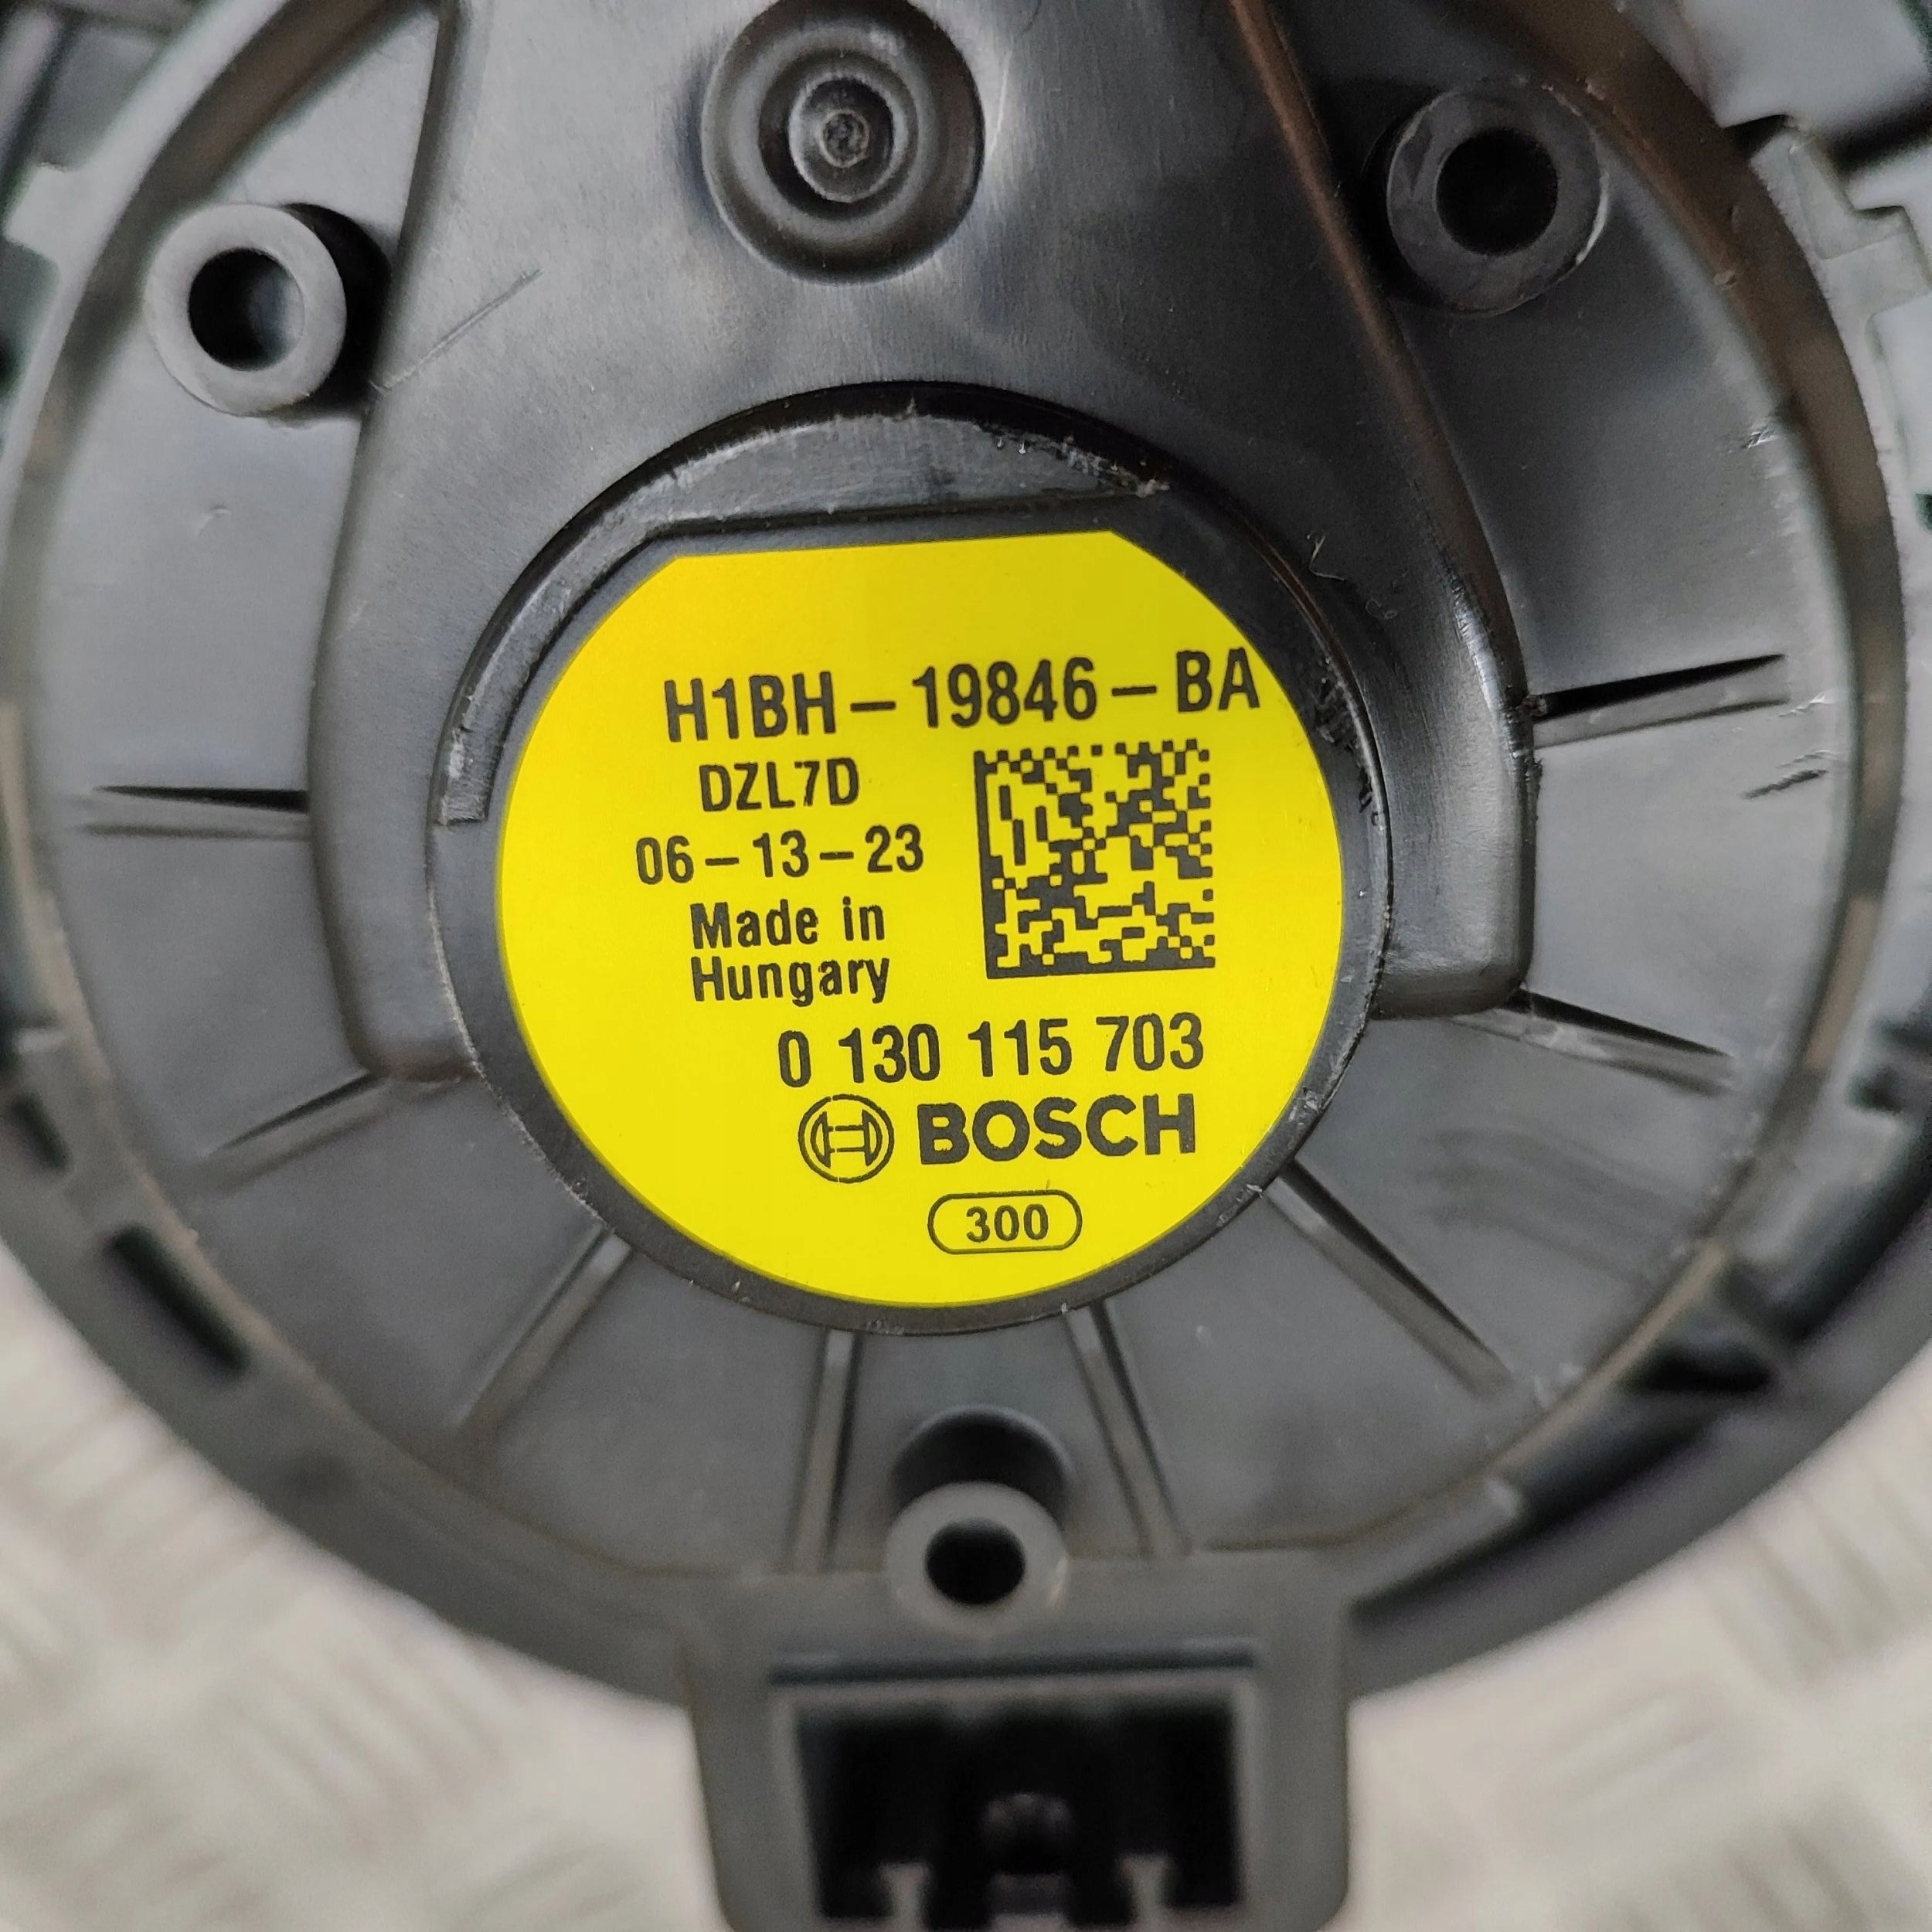 H1BH-19846-BA
DZL7D
06-13-23
Made in
Hungary
0 130 115 703
BOSCH
300